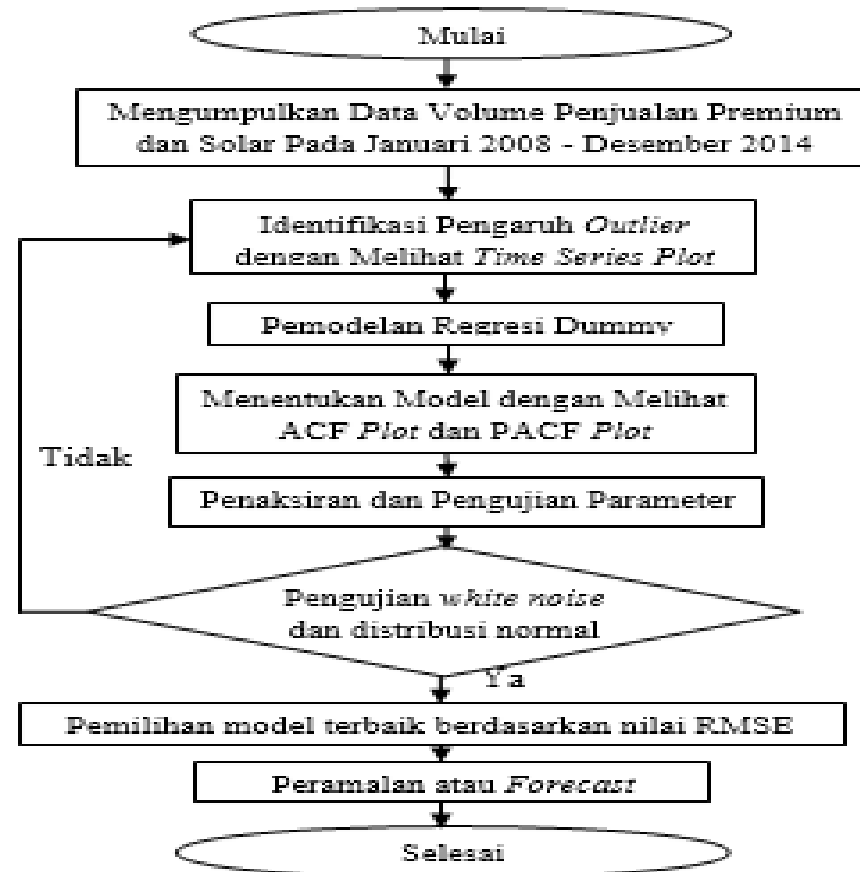 Mulai
Mengumpulkan Data Volume Penjualan Premium
dan Solar Pada Januari 2008 - Desember 2014
Identifikasi Pengaruh Outlier
dengan Melihat Time Series Plot
Pemodelan Regresi Dummy
Menentukan Model dengan Melihat
ACF Plot dan PACF Plot
Tidak
Penaksiran dan Pengujian Parameter
Pengujian white noise
dan distribusi normal
Ya
Pemilihan model terbaik berdasarkan nilai RMSE
Peramalan atau Forecast
Selesai